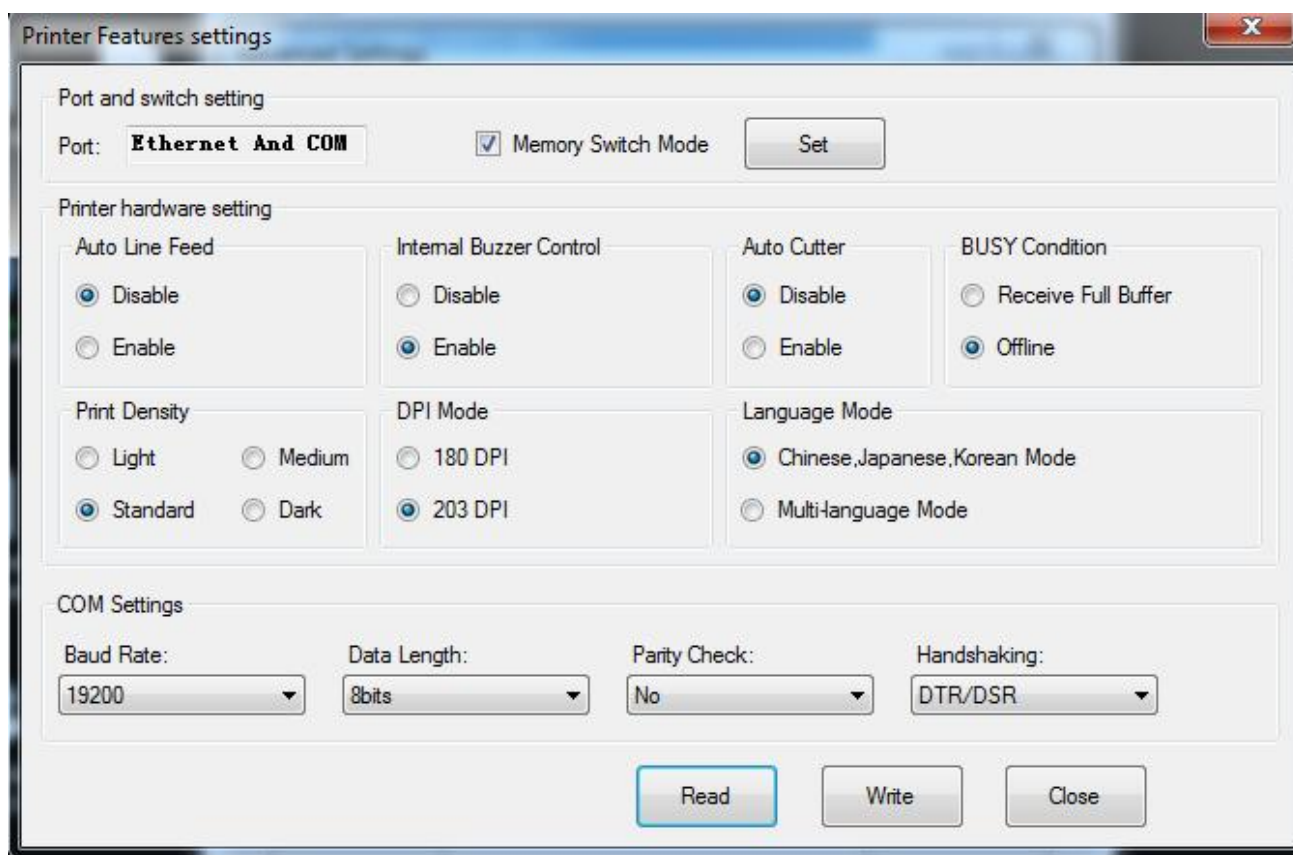 Printer Features settings
Port and switch setting
Port: Ethernet And COM Memory Switch Mode Set
Printer hardware setting
Auto Line Feed Internal Buzzer Control Auto Cutter BUSY Condition
Disable Disable Disable Receive Full Buffer
Enable Enable Enable Offline
Print Density DPI Mode Language Mode
Light Medium 180 DPI Chinese,Japanese,Korean Mode
Standard Dark 203 DPI Multi-language Mode
COM Settings
Baud Rate: Data Length: Parity Check: Handshaking:
19200 8bits No DTR/DSR
Read Write Close